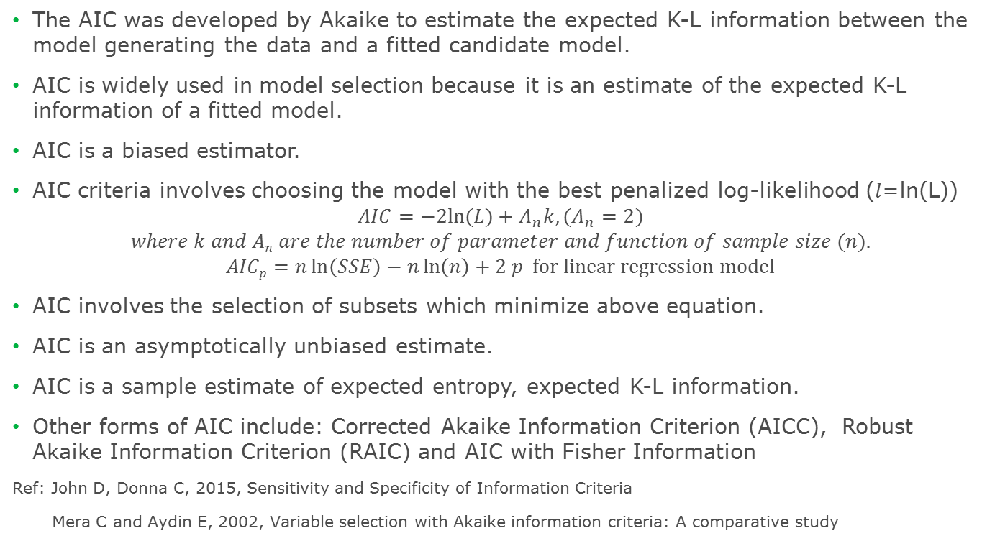 • The AIC was developed by Akaike to estimate the expected K-L information between the
model generating the data and a fitted candidate model.
• AIC is widely used in model selection because it is an estimate of the expected K-L
information of a fitted model.
• AIC is a biased estimator.
• AIC criteria involves choosing the model with the best penalized log-likelihood (l=ln(L))
AIC = −2ln(L) + Aₙk, (Aₙ = 2)
where k and Aₙ are the number of parameter and function of sample size (n).
AICₚ = n ln(SSE) − n ln(n) + 2 p for linear regression model
• AIC involves the selection of subsets which minimize above equation.
• AIC is an asymptotically unbiased estimate.
• AIC is a sample estimate of expected entropy, expected K-L information.
• Other forms of AIC include: Corrected Akaike Information Criterion (AICC), Robust
Akaike Information Criterion (RAIC) and AIC with Fisher Information
Ref: John D, Donna C, 2015, Sensitivity and Specificity of Information Criteria
Mera C and Aydin E, 2002, Variable selection with Akaike information criteria: A comparative study